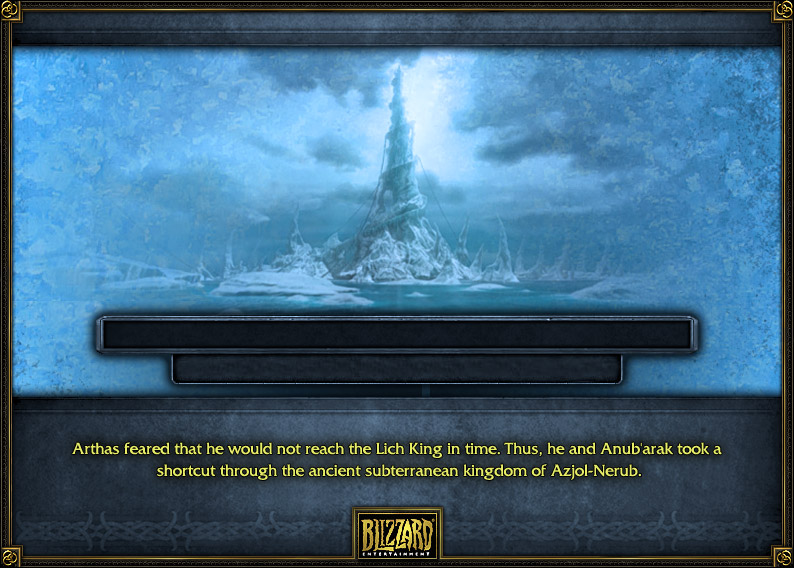 Arthas feared that he would not reach the Lich King in time. Thus, he and Anub'arak took a
shortcut through the ancient subterranean kingdom of Azjol-Nerub.
BLIZZARD
ENTERTAINMENT